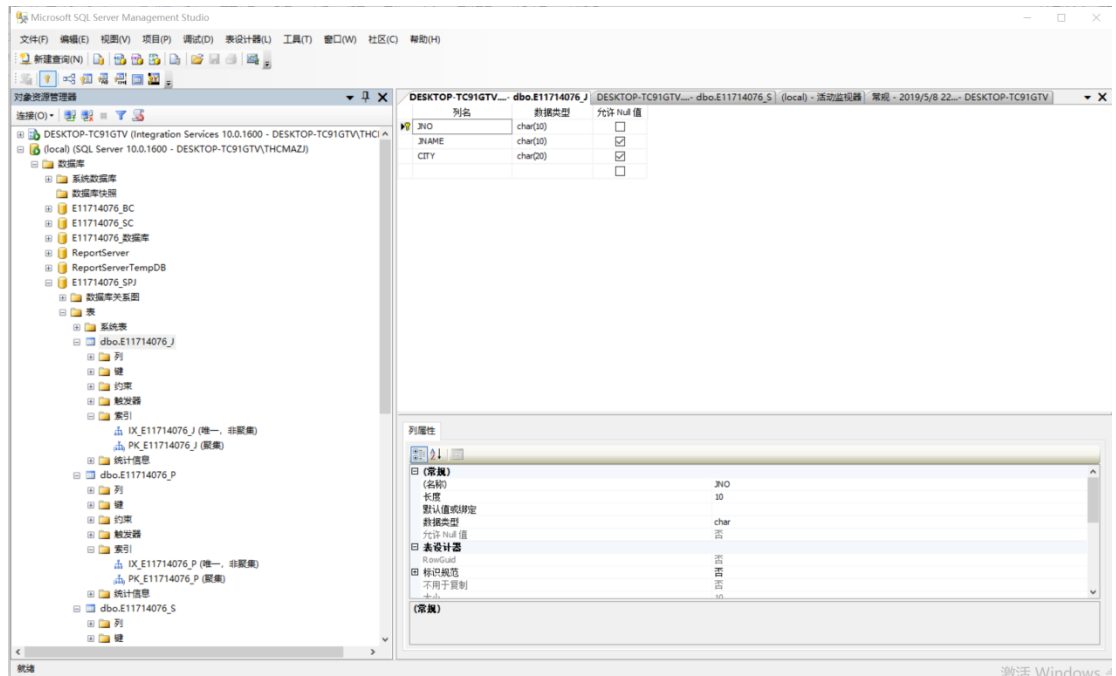 Microsoft SQL Server Management Studio
文件(F) 编辑(E) 视图(V) 项目(P) 调试(D) 表设计器(L) 工具(T) 窗口(W) 社区(C) 帮助(H)
新建查询(N)
对象资源管理器
连接(O)
DESKTOP-TC91GTV (Integration Services 10.0.1600 - DESKTOP-TC91GTV\THCI
(local) (SQL Server 10.0.1600 - DESKTOP-TC91GTV\THCMAZJ)
数据库
系统数据库
数据库快照
E11714076_BC
E11714076_SC
E11714076_数据库
ReportServer
ReportServerTempDB
E11714076_SPJ
数据库关系图
表
系统表
dbo.E11714076_J
列
键
约束
触发器
索引
IX_E11714076_J (唯一，非聚集)
PK_E11714076_J (聚集)
统计信息
dbo.E11714076_P
列
键
约束
触发器
索引
IX_E11714076_P (唯一，非聚集)
PK_E11714076_P (聚集)
统计信息
dbo.E11714076_S
列
键
就绪
DESKTOP-TC91GTV....- dbo.E11714076_J DESKTOP-TC91GTV....- dbo.E11714076_S (local) - 活动监视器 常规 - 2019/5/8 22...- DESKTOP-TC91GTV
列名 数据类型 允许 Null 值
JNO char(10)
JNAME char(10)
CITY char(20)
列属性
(常规)
(名称) JNO
长度 10
默认值或绑定
数据类型 char
允许 Null 值 否
表设计器
RowGuid 否
标识规范 否
不用于复制 否
大小 10
(常规)
激活 Windows